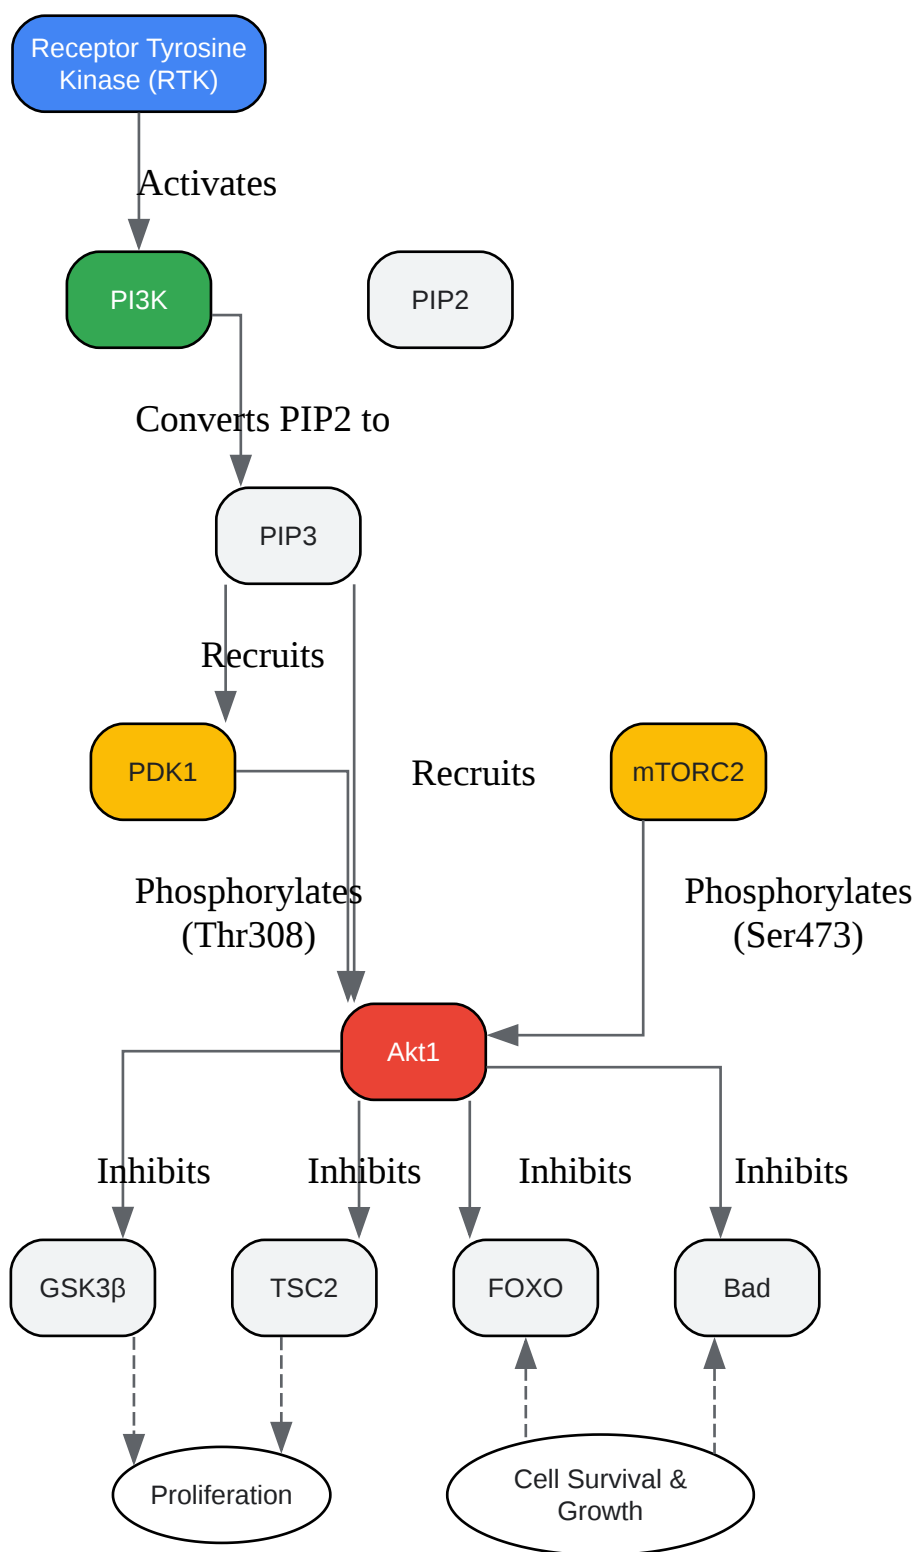 Receptor Tyrosine
Kinase (RTK)
Activates
PI3K
PIP2
Converts PIP2 to
PIP3
Recruits
PDK1
Recruits
mTORC2
Phosphorylates
(Thr308)
Phosphorylates
(Ser473)
Akt1
Inhibits
Inhibits
Inhibits
Inhibits
GSK3β
TSC2
FOXO
Bad
Proliferation
Cell Survival &
Growth